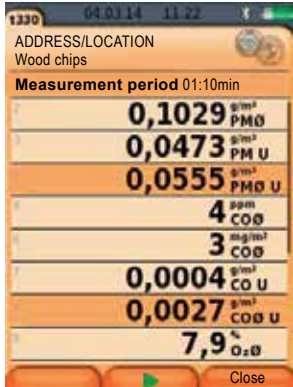 1330 04.03.14 11:22
ADDRESS/LOCATION
Wood chips
Measurement period 01:10min
0,1029 g/m³ PMØ
0,0473 g/m³ PM U
0,0555 g/m³ PMØ U
4 ppm COØ
3 mg/m³ COØ
0,0004 g/m³ CO U
0,0027 g/m³ COØ U
7,9 % O₂Ø
Close